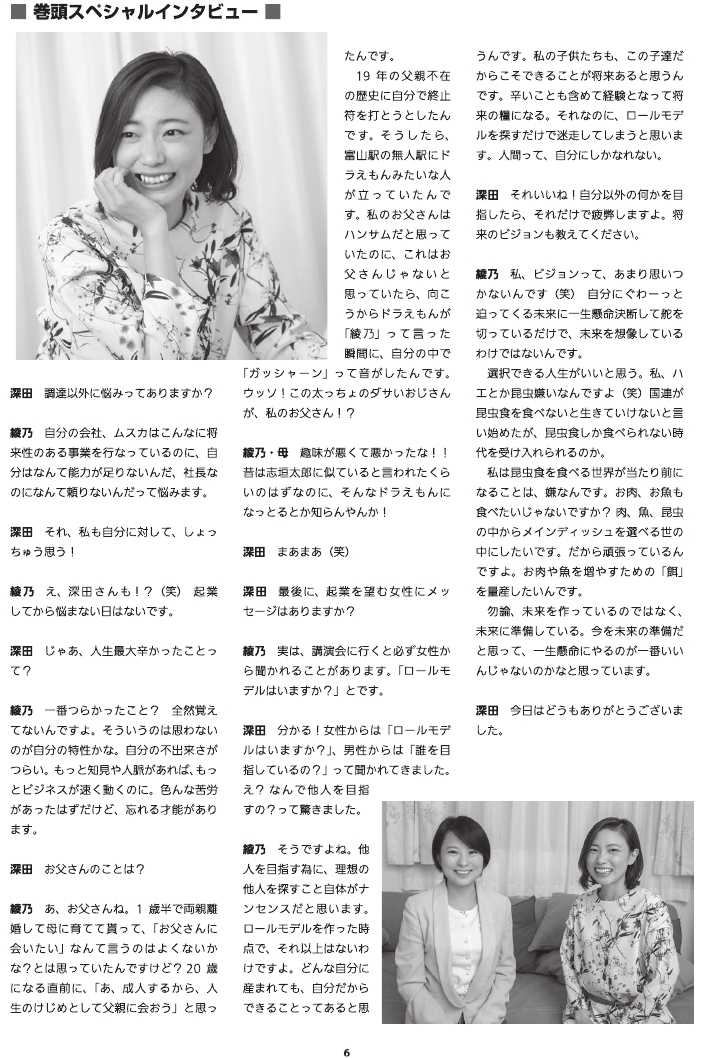 ■ 巻頭スペシャルインタビュー ■
深田　調達以外に悩みってありますか？
綾乃　自分の会社、ムスカはこんなに将
来性のある事業を行なっているのに、自
分はなんて能力が足りないんだ、社長な
のになんて頼りないんだって悩みます。
深田　それ、私も自分に対して、しょっ
ちゅう思う！
綾乃　え、深田さんも！？（笑）　起業
してから悩まない日はないです。
深田　じゃあ、人生最大辛かったことっ
て？
綾乃　一番つらかったこと？　全然覚え
てないんですよ。そういうのは思わない
のが自分の特性かな。自分の不出来さが
つらい。もっと知見や人脈があれば、もっ
とビジネスが速く動くのに。色んな苦労
があったはずだけど、忘れる才能があり
ます。
深田　お父さんのことは？
綾乃　あ、お父さんね。1 歳半で両親離
婚して母に育てて貰って、「お父さんに
会いたい」なんて言うのはよくないか
な？とは思っていたんですけど？ 20 歳
になる直前に、「あ、成人するから、人
生のけじめとして父親に会おう」と思っ
たんです。
　19 年の父親不在
の歴史に自分で終止
符を打とうとしたん
です。そうしたら、
富山駅の無人駅にド
ラえもんみたいな人
が立っていたんで
す。私のお父さんは
ハンサムだと思って
いたのに、これはお
父さんじゃないと
思っていたら、向こ
うからドラえもんが
「綾乃」って言った
瞬間に、自分の中で
「ガッシャーン」って音がしたんです。
ウッソ！この太っちょのダサいおじさん
が、私のお父さん！？
綾乃・母　趣味が悪くて悪かったな！！
昔は志垣太郎に似ていると言われたくら
いのはずなのに、そんなドラえもんに
なっとるとか知らんやんか！
深田　まあまあ（笑）
深田　最後に、起業を望む女性にメッ
セージはありますか？
綾乃　実は、講演会に行くと必ず女性か
ら聞かれることがあります。「ロールモ
デルはいますか？」とです。
深田　分かる！女性からは「ロールモデ
ルはいますか？」、男性からは「誰を目
指しているの？」って聞かれてきました。
え？ なんで他人を目指
すの？って驚きました。
綾乃　そうですよね。他
人を目指す為に、理想の
他人を探すこと自体がナ
ンセンスだと思います。
ロールモデルを作った時
点で、それ以上はないわ
けですよ。どんな自分に
産まれても、自分だから
できることってあると思
うんです。私の子供たちも、この子達だ
からこそできることが将来あると思うん
です。辛いことも含めて経験となって将
来の糧になる。それなのに、ロールモデ
ルを探すだけで迷走してしまうと思いま
す。人間って、自分にしかなれない。
深田　それいいね！自分以外の何かを目
指したら、それだけで疲弊しますよ。将
来のビジョンも教えてください。
綾乃　私、ビジョンって、あまり思いつ
かないんです（笑）　自分にぐわーっと
迫ってくる未来に一生懸命決断して舵を
切っているだけで、未来を想像している
わけではないんです。
　選択できる人生がいいと思う。私、ハ
エとか昆虫嫌いなんですよ（笑）国連が
昆虫食を食べないと生きていけないと言
い始めたが、昆虫食しか食べられない時
代を受け入れられるのか。
　私は昆虫食を食べる世界が当たり前に
なることは、嫌なんです。お肉、お魚も
食べたいじゃないですか？ 肉、魚、昆虫
の中からメインディッシュを選べる世の
中にしたいです。だから頑張っているん
ですよ。お肉や魚を増やすための「餌」
を量産したいんです。
　勿論、未来を作っているのではなく、
未来に準備している。今を未来の準備だ
と思って、一生懸命にやるのが一番いい
んじゃないのかなと思っています。
深田　今日はどうもありがとうございま
した。
6